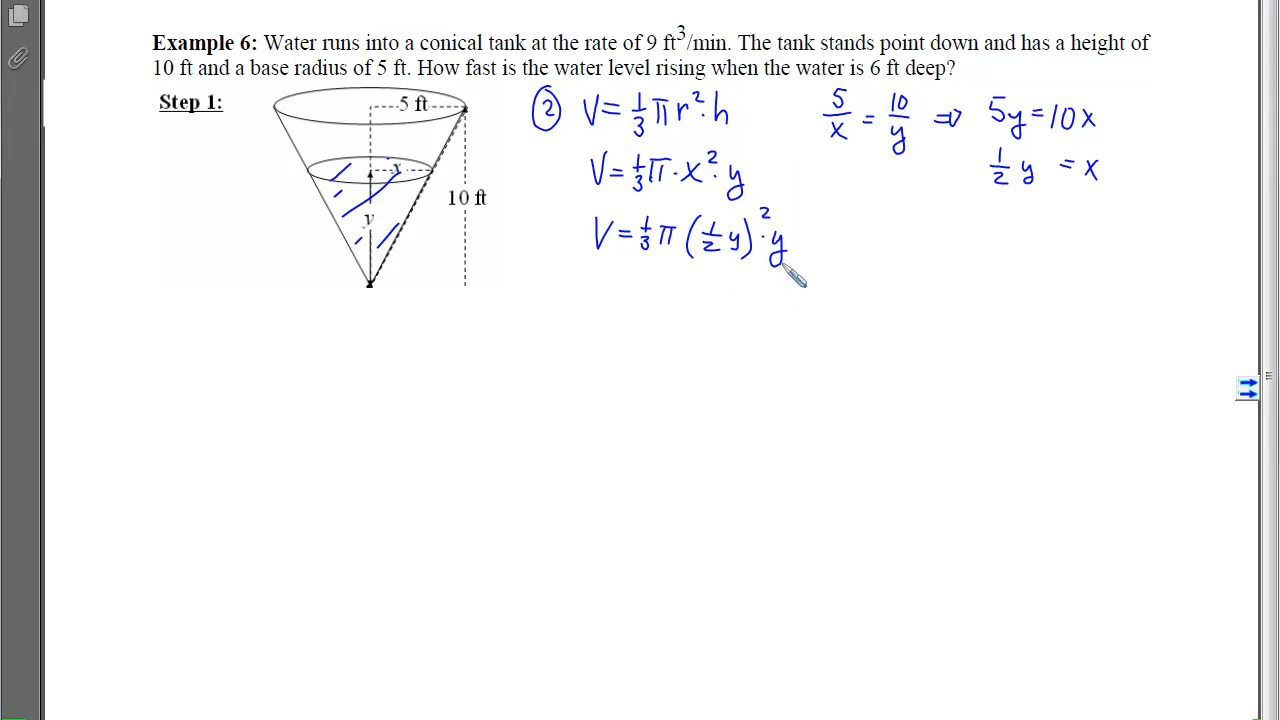 Example 6: Water runs into a conical tank at the rate of 9 ft³/min. The tank stands point down and has a height of
10 ft and a base radius of 5 ft. How fast is the water level rising when the water is 6 ft deep?
Step 1:
5 ft
x
y
10 ft
② V = 1/3 π r² · h
V = 1/3 π · x² · y
V = 1/3 π (1/2 y)² · y
5/x = 10/y ⇒ 5y = 10x
1/2 y = x